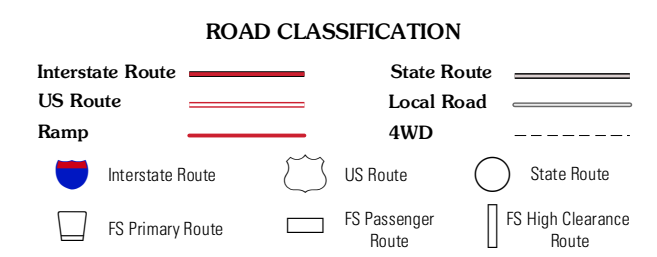 ROAD CLASSIFICATION
Interstate Route
State Route
US Route
Local Road
Ramp
4WD
Interstate Route
US Route
State Route
FS Primary Route
FS Passenger
Route
FS High Clearance
Route